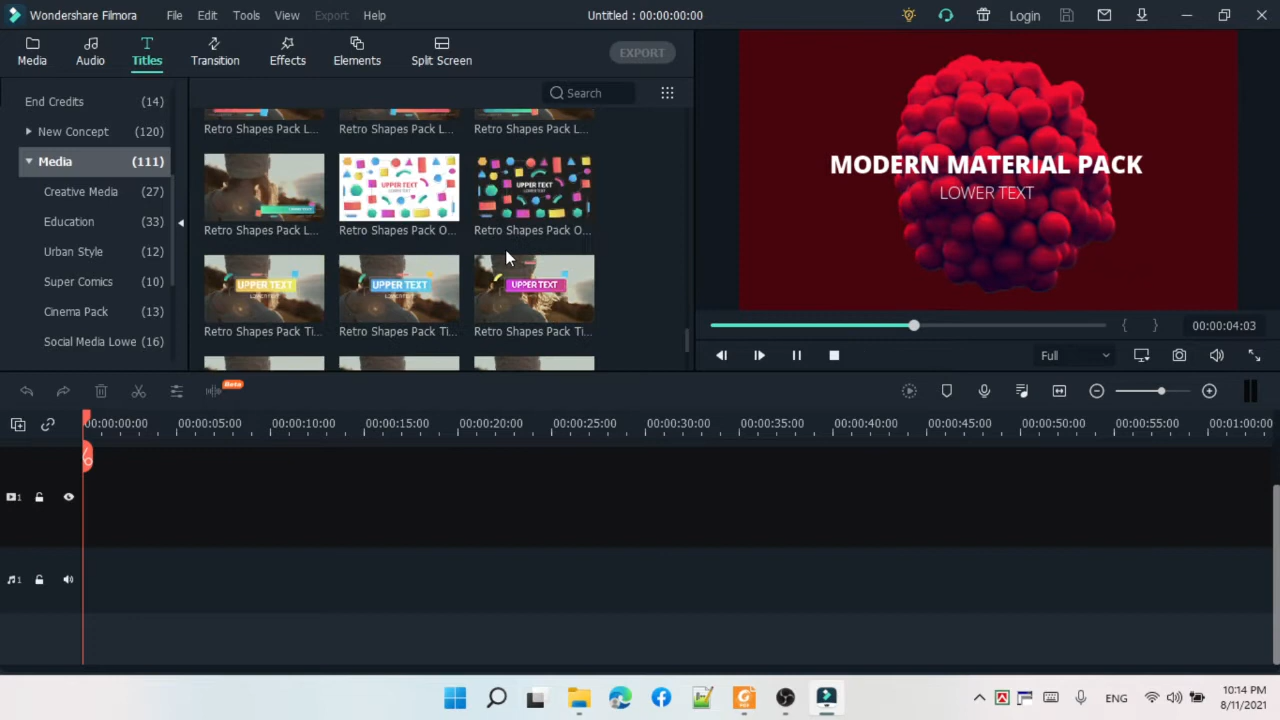 Wondershare Filmora
File Edit Tools View Export Help
Untitled : 00:00:00:00
Login
Media Audio Titles Transition Effects Elements Split Screen
EXPORT
End Credits (14)
New Concept (120)
Media (111)
Creative Media (27)
Education (33)
Urban Style (12)
Super Comics (10)
Cinema Pack (13)
Social Media Lowe (16)
Search
Retro Shapes Pack L... Retro Shapes Pack L... Retro Shapes Pack L...
UPPER TEXT UPPER TEXT
Retro Shapes Pack L... Retro Shapes Pack O... Retro Shapes Pack O...
UPPER TEXT UPPER TEXT UPPER TEXT
Retro Shapes Pack Ti... Retro Shapes Pack Ti... Retro Shapes Pack Ti...
MODERN MATERIAL PACK
LOWER TEXT
00:00:04:03
Full
Beta
00:00:00:00 00:00:05:00 00:00:10:00 00:00:15:00 00:00:20:00 00:00:25:00 00:00:30:00 00:00:35:00 00:00:40:00 00:00:45:00 00:00:50:00 00:00:55:00 00:01:00:00
1
1
ENG
10:14 PM
8/11/2021